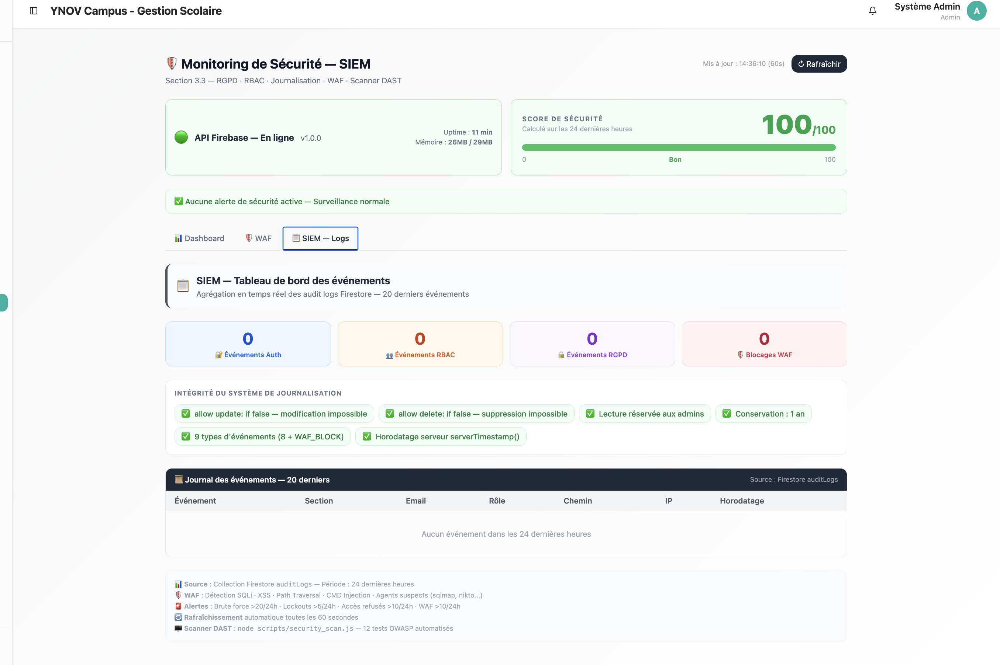 YNOV Campus - Gestion Scolaire
Système Admin
Admin
A
Monitoring de Sécurité — SIEM
Section 3.3 — RGPD · RBAC · Journalisation · WAF · Scanner DAST
Mis à jour : 14:36:10 (60s)
↻ Rafraîchir
API Firebase — En ligne v1.0.0
Uptime : 11 min
Mémoire : 26MB / 29MB
SCORE DE SÉCURITÉ
Calculé sur les 24 dernières heures
100/100
0 Bon 100
Aucune alerte de sécurité active — Surveillance normale
Dashboard
WAF
SIEM — Logs
SIEM — Tableau de bord des événements
Agrégation en temps réel des audit logs Firestore — 20 derniers événements
0
Événements Auth
0
Événements RBAC
0
Événements RGPD
0
Blocages WAF
INTÉGRITÉ DU SYSTÈME DE JOURNALISATION
allow update: if false — modification impossible
allow delete: if false — suppression impossible
Lecture réservée aux admins
Conservation : 1 an
9 types d'événements (8 + WAF_BLOCK)
Horodatage serveur serverTimestamp()
Journal des événements — 20 derniers
Source : Firestore auditLogs
Événement Section Email Rôle Chemin IP Horodatage
Aucun événement dans les 24 dernières heures
Source : Collection Firestore auditLogs — Période : 24 dernières heures
WAF : Détection SQLi · XSS · Path Traversal · CMD Injection · Agents suspects (sqlmap, nikto...)
Alertes : Brute force >20/24h · Lockouts >5/24h · Accès refusés >10/24h · WAF >10/24h
Rafraîchissement automatique toutes les 60 secondes
Scanner DAST : node scripts/security_scan.js — 12 tests OWASP automatisés